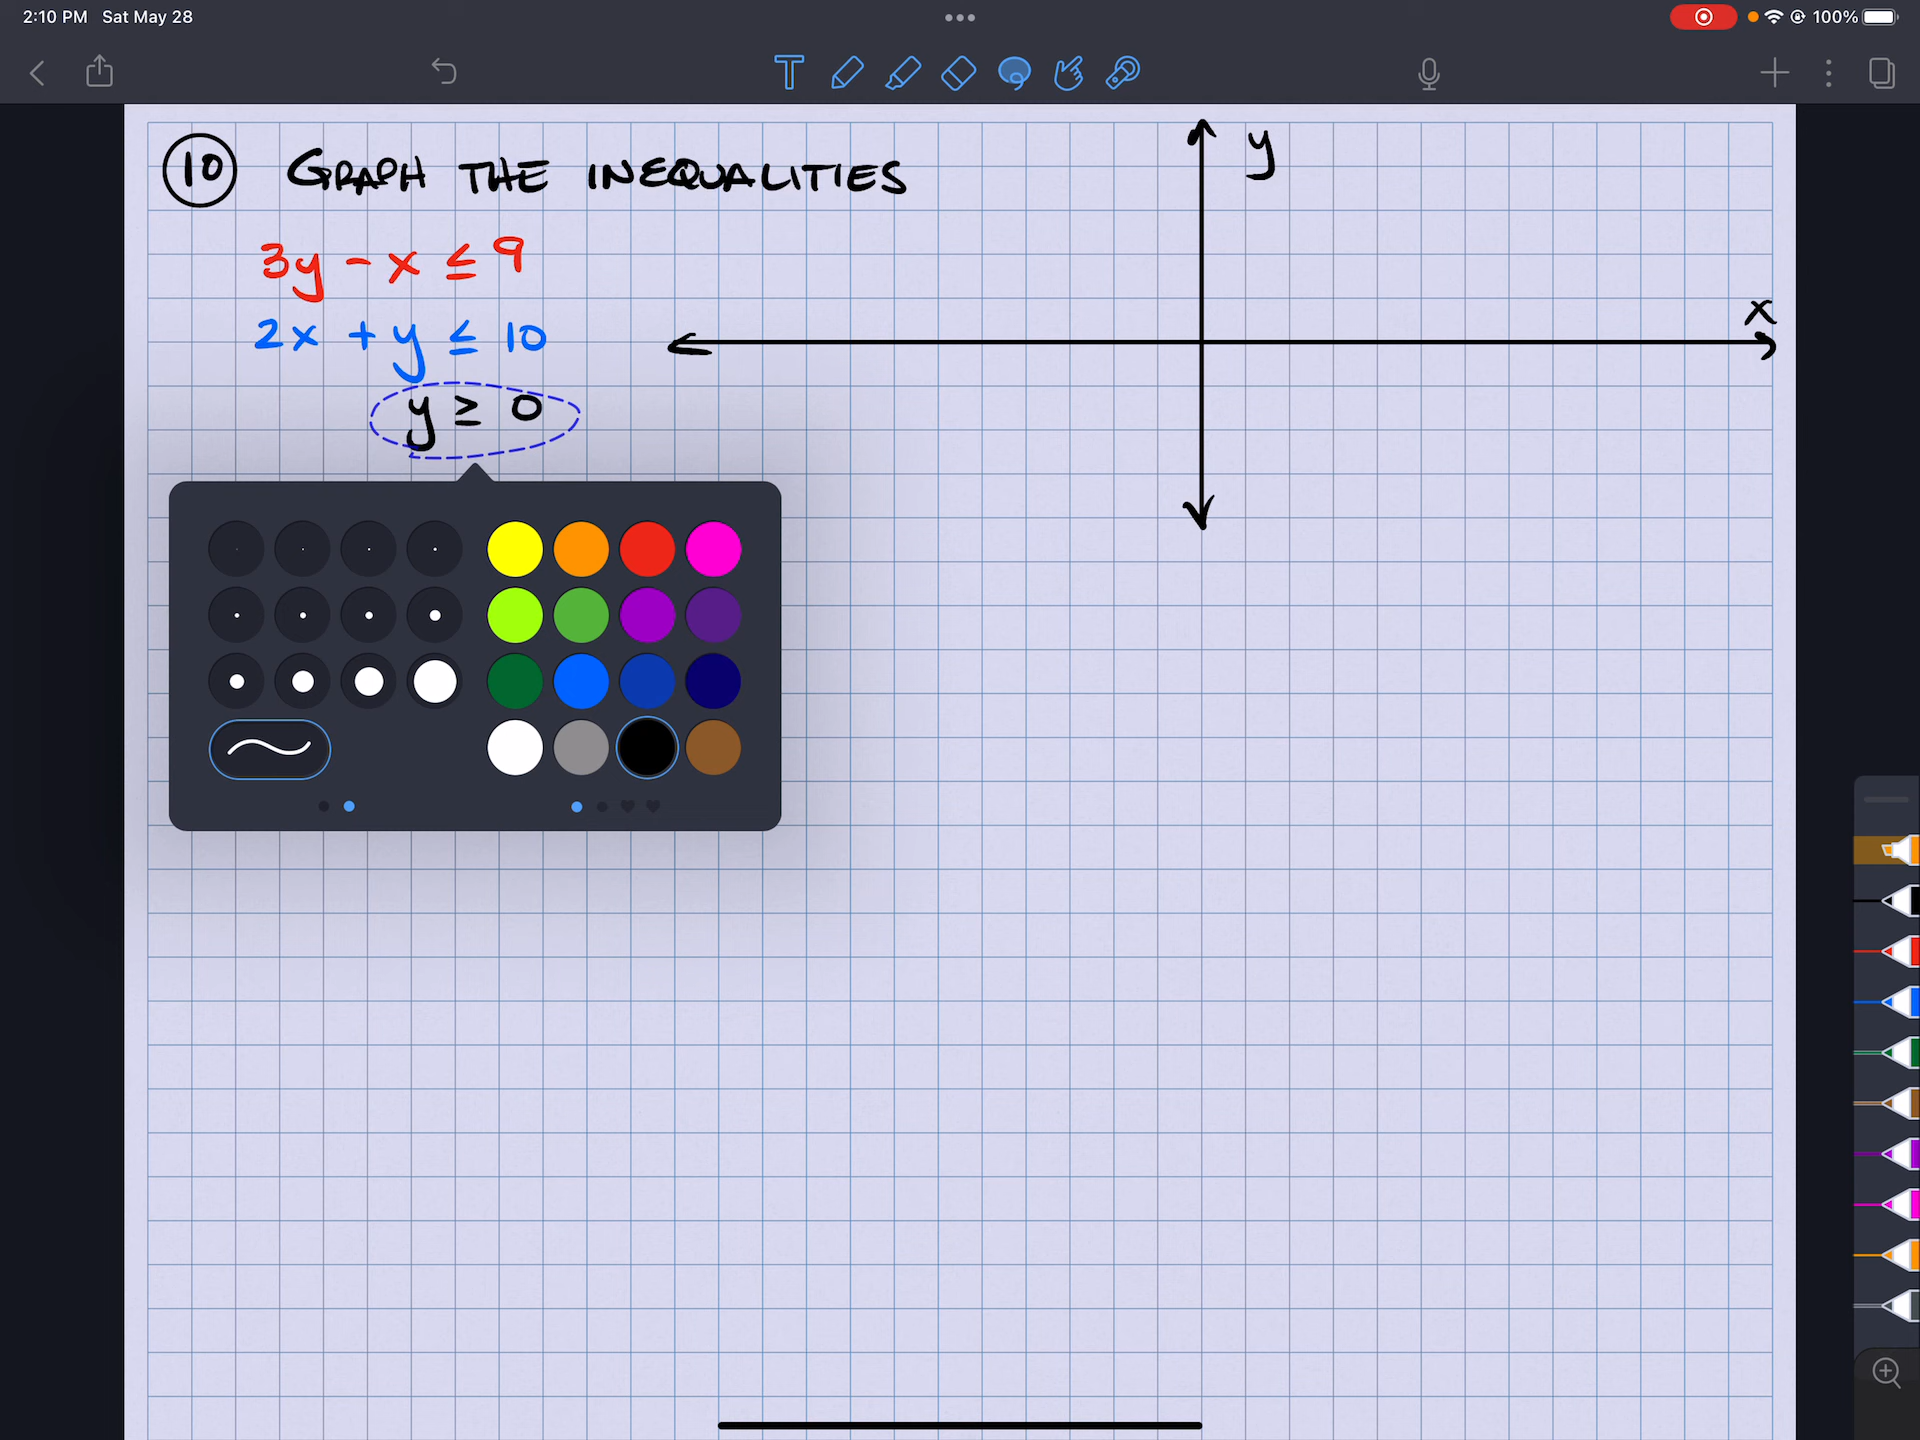 2:10 PM Sat May 28
100%
10 GRAPH THE INEQUALITIES
y
3y - x ≤ 9
x
2x + y ≤ 10
y ≥ 0